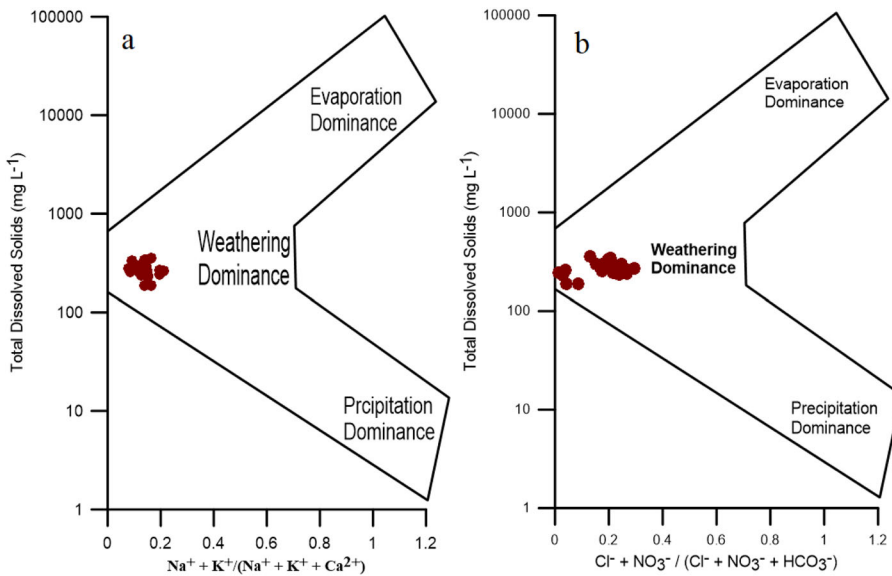 a
100000
10000
1000
100
10
1
Total Dissolved Solids (mg L⁻¹)
Evaporation
Dominance
Weathering
Dominance
Prcipitation
Dominance
0
0.2
0.4
0.6
0.8
1
1.2
Na⁺ + K⁺/(Na⁺ + K⁺ + Ca²⁺)
b
100000
10000
1000
100
10
1
Total Dissolved Solids (mg L⁻¹)
Evaporation
Dominance
Weathering
Dominance
Precipitation
Dominance
0
0.2
0.4
0.6
0.8
1
1.2
Cl⁻ + NO₃⁻ / (Cl⁻ + NO₃⁻ + HCO₃⁻)